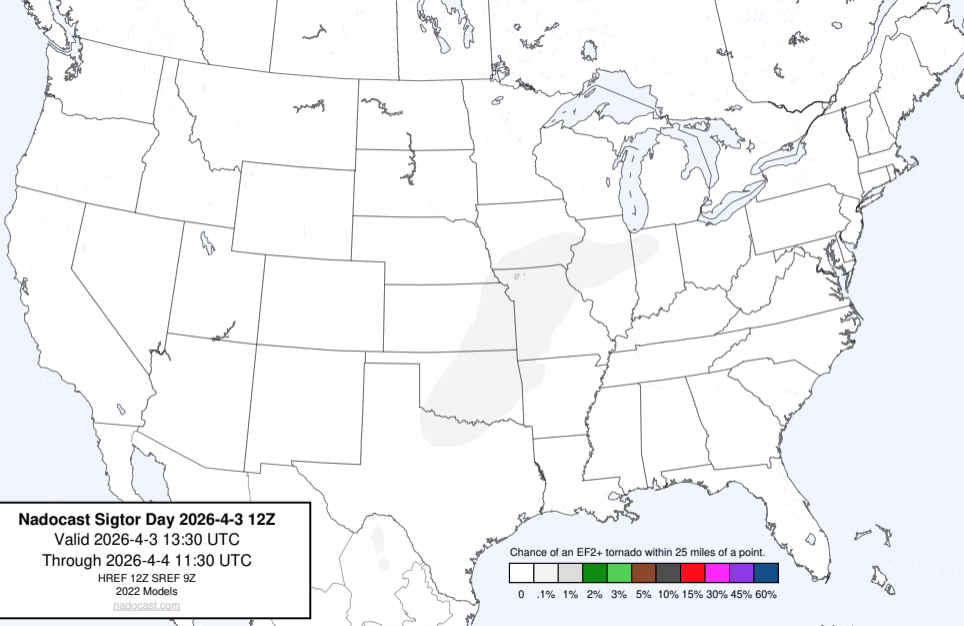 Nadocast Sigtor Day 2026-4-3 12Z
Valid 2026-4-3 13:30 UTC
Through 2026-4-4 11:30 UTC
HREF 12Z SREF 9Z
2022 Models
nadocast.com
Chance of an EF2+ tornado within 25 miles of a point.
0 .1% 1% 2% 3% 5% 10% 15% 30% 45% 60%